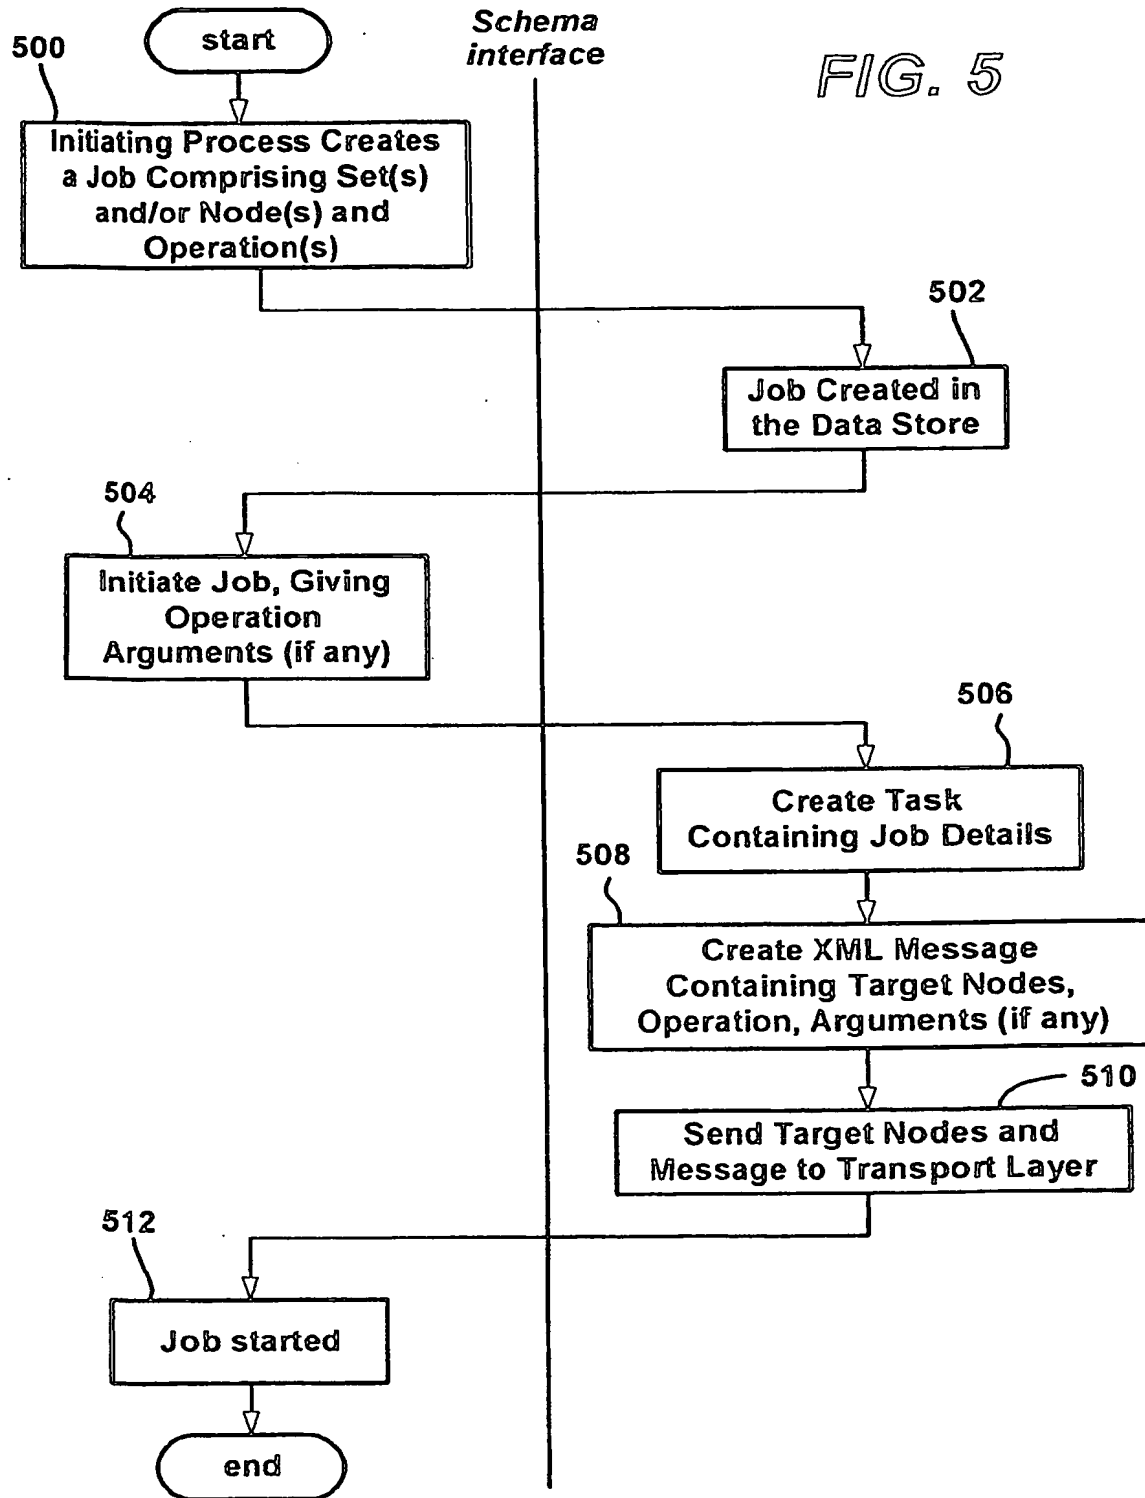 start
Schema
interface
FIG. 5
500
Initiating Process Creates
a Job Comprising Set(s)
and/or Node(s) and
Operation(s)
502
Job Created in
the Data Store
504
Initiate Job, Giving
Operation
Arguments (if any)
506
Create Task
Containing Job Details
508
Create XML Message
Containing Target Nodes,
Operation, Arguments (if any)
510
Send Target Nodes and
Message to Transport Layer
512
Job started
end